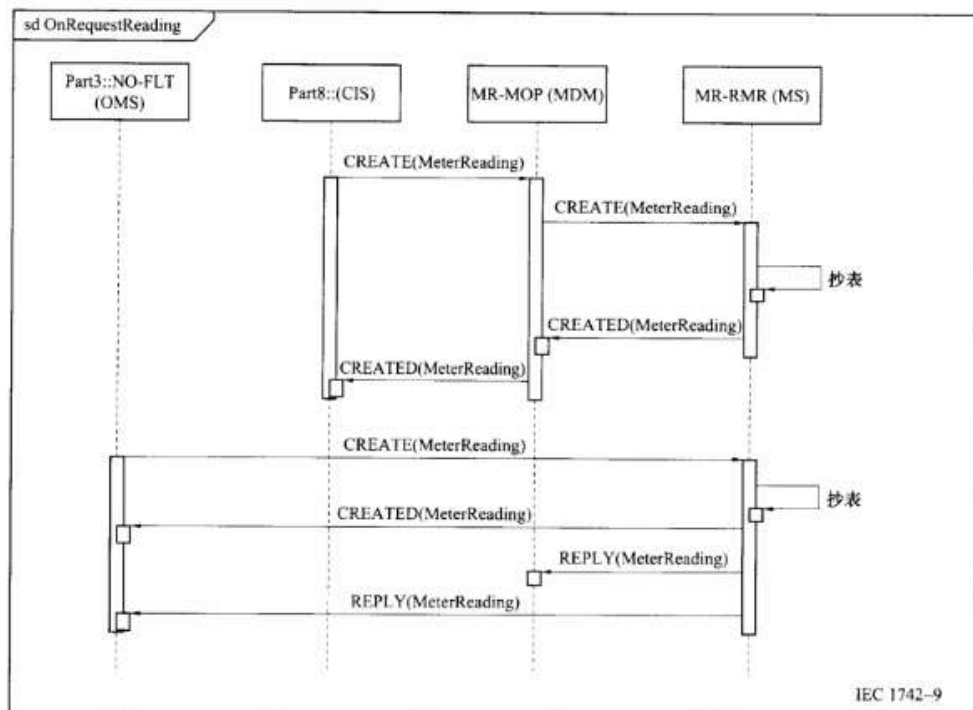 sd OnRequestReading
Part3::NO-FLT
(OMS)
Part8::(CIS)
MR-MOP (MDM)
MR-RMR (MS)
CREATE(MeterReading)
CREATE(MeterReading)
抄表
CREATED(MeterReading)
CREATED(MeterReading)
CREATE(MeterReading)
抄表
CREATED(MeterReading)
REPLY(MeterReading)
REPLY(MeterReading)
IEC 1742–9